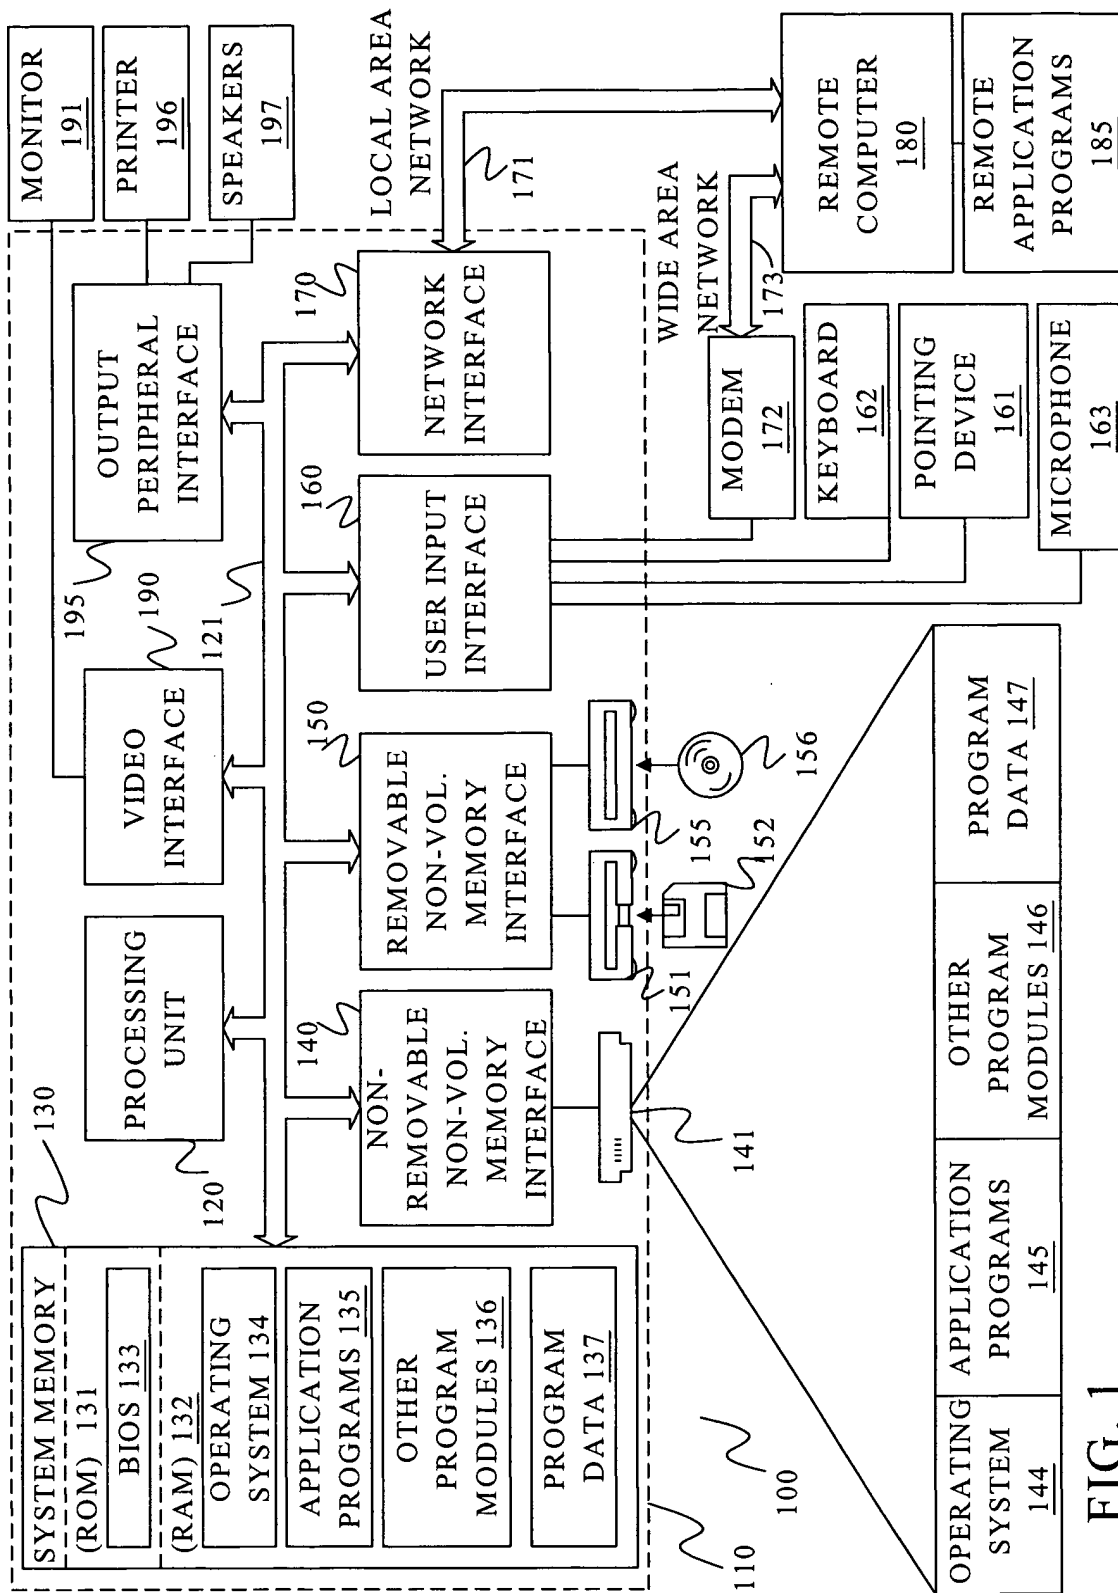 SYSTEM MEMORY
(ROM) 131
BIOS 133
(RAM) 132
OPERATING
SYSTEM 134
APPLICATION
PROGRAMS 135
OTHER
PROGRAM
MODULES 136
PROGRAM
DATA 137
130
PROCESSING
UNIT
120
VIDEO
INTERFACE
190
OUTPUT
PERIPHERAL
INTERFACE
195
121
MONITOR
191
PRINTER
196
SPEAKERS
197
NON-
REMOVABLE
NON-VOL.
MEMORY
INTERFACE
140
REMOVABLE
NON-VOL.
MEMORY
INTERFACE
150
USER INPUT
INTERFACE
160
NETWORK
INTERFACE
170
LOCAL AREA
NETWORK
171
141
151
152
155
156
WIDE AREA
NETWORK
173
MODEM
172
KEYBOARD
162
POINTING
DEVICE
161
MICROPHONE
163
REMOTE
COMPUTER
180
REMOTE
APPLICATION
PROGRAMS
185
110
100
OPERATING
SYSTEM
144
APPLICATION
PROGRAMS
145
OTHER
PROGRAM
MODULES 146
PROGRAM
DATA 147
FIG. 1